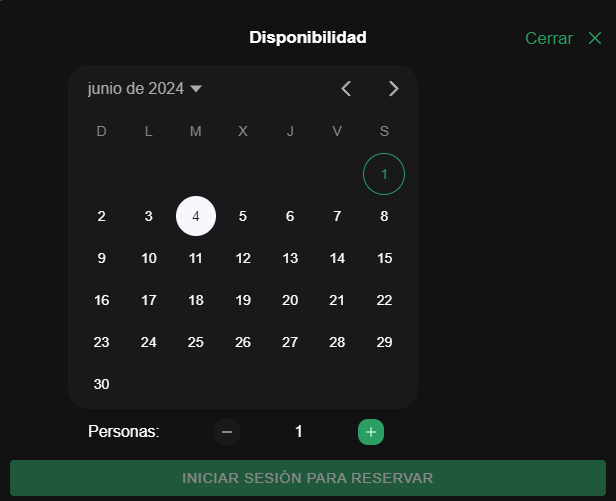 Disponibilidad
Cerrar
junio de 2024
D L M X J V S
1
2 3 4 5 6 7 8
9 10 11 12 13 14 15
16 17 18 19 20 21 22
23 24 25 26 27 28 29
30
Personas: 1
INICIAR SESIÓN PARA RESERVAR